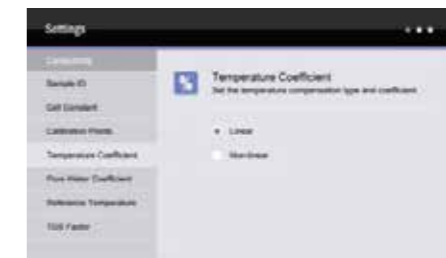 Settings
Conductivity
Sample ID
Cell Constant
Calibration Points
Temperature Coefficient
Pure Water Coefficient
Reference Temperature
TDS Factor
Temperature Coefficient
Set the temperature compensation type and coefficient
Linear
Non-linear